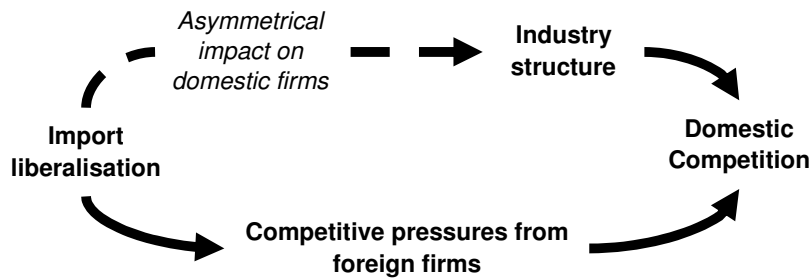 Asymmetrical
impact on
domestic firms
Industry
structure
Import
liberalisation
Domestic
Competition
Competitive pressures from
foreign firms